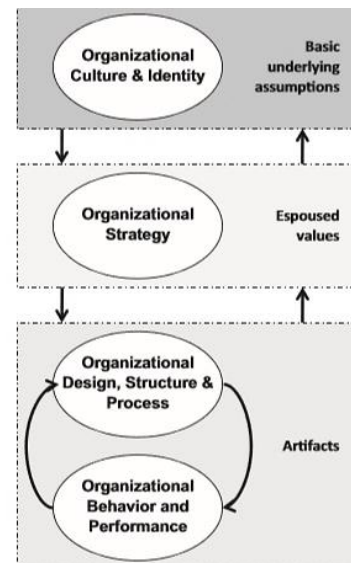 Organizational
Culture & Identity
Basic
underlying
assumptions
Organizational
Strategy
Espoused
values
Organizational
Design, Structure &
Process
Artifacts
Organizational
Behavior and
Performance